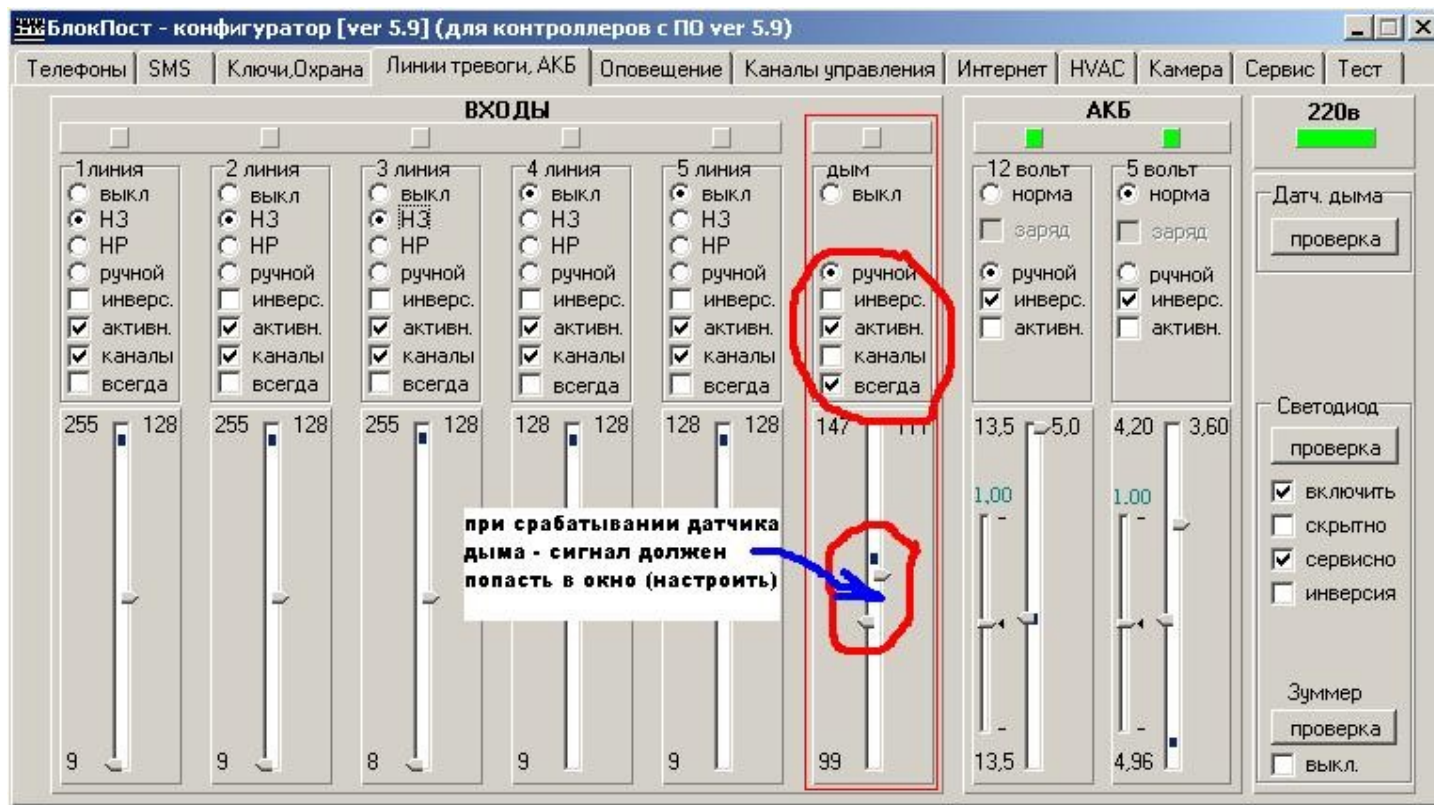 БлокПост - конфигуратор [ver 5.9] (для контроллеров с ПО ver 5.9)
Телефоны SMS Ключи,Охрана Линии тревоги, АКБ Оповещение Каналы управления Интернет HVAC Камера Сервис Тест
ВХОДЫ
1 линия
выкл
НЗ
НР
ручной
инверс.
активн.
каналы
всегда
255 128
9
2 линия
выкл
НЗ
НР
ручной
инверс.
активн.
каналы
всегда
255 128
9
3 линия
выкл
НЗ
НР
ручной
инверс.
активн.
каналы
всегда
255 128
8
4 линия
выкл
НЗ
НР
ручной
инверс.
активн.
каналы
всегда
128 128
9
5 линия
выкл
НЗ
НР
ручной
инверс.
активн.
каналы
всегда
128 128
9
дым
выкл
ручной
инверс.
активн.
каналы
всегда
147 111
99
при срабатывании датчика
дыма - сигнал должен
попасть в окно (настроить)
АКБ
12 вольт
норма
заряд
ручной
инверс.
активн.
13,5 5,0
1,00
13,5
5 вольт
норма
заряд
ручной
инверс.
активн.
4,20 3,60
1.00
4,96
220в
Датч. дыма
проверка
Светодиод
проверка
включить
скрытно
сервисно
инверсия
Зуммер
проверка
выкл.